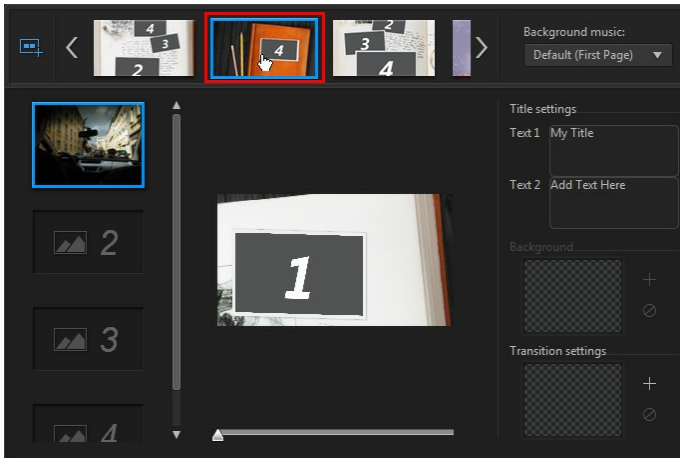 4
3
2
4
2
3
4
Background music:
Default (First Page)
Title settings
Text 1 My Title
Text 2 Add Text Here
2
1
Background
3
Transition settings
4